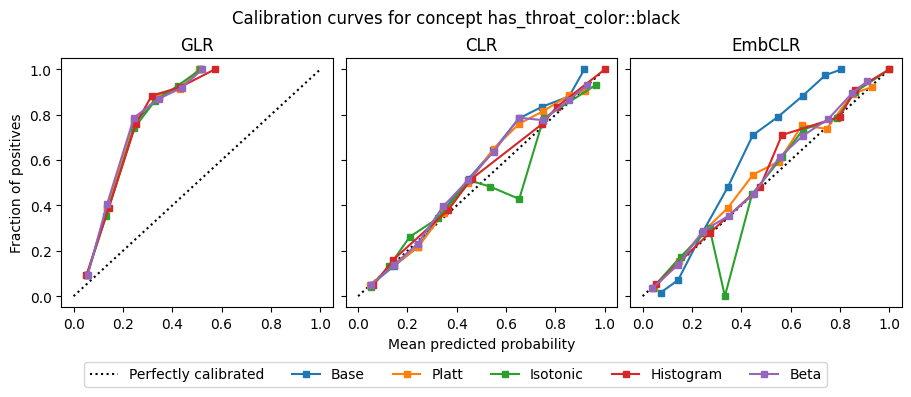 Calibration curves for concept has_throat_color::black
GLR
CLR
EmbCLR
Fraction of positives
1.0
0.8
0.6
0.4
0.2
0.0
0.0 0.2 0.4 0.6 0.8 1.0
0.0 0.2 0.4 0.6 0.8 1.0
0.0 0.2 0.4 0.6 0.8 1.0
Mean predicted probability
Perfectly calibrated Base Platt Isotonic Histogram Beta